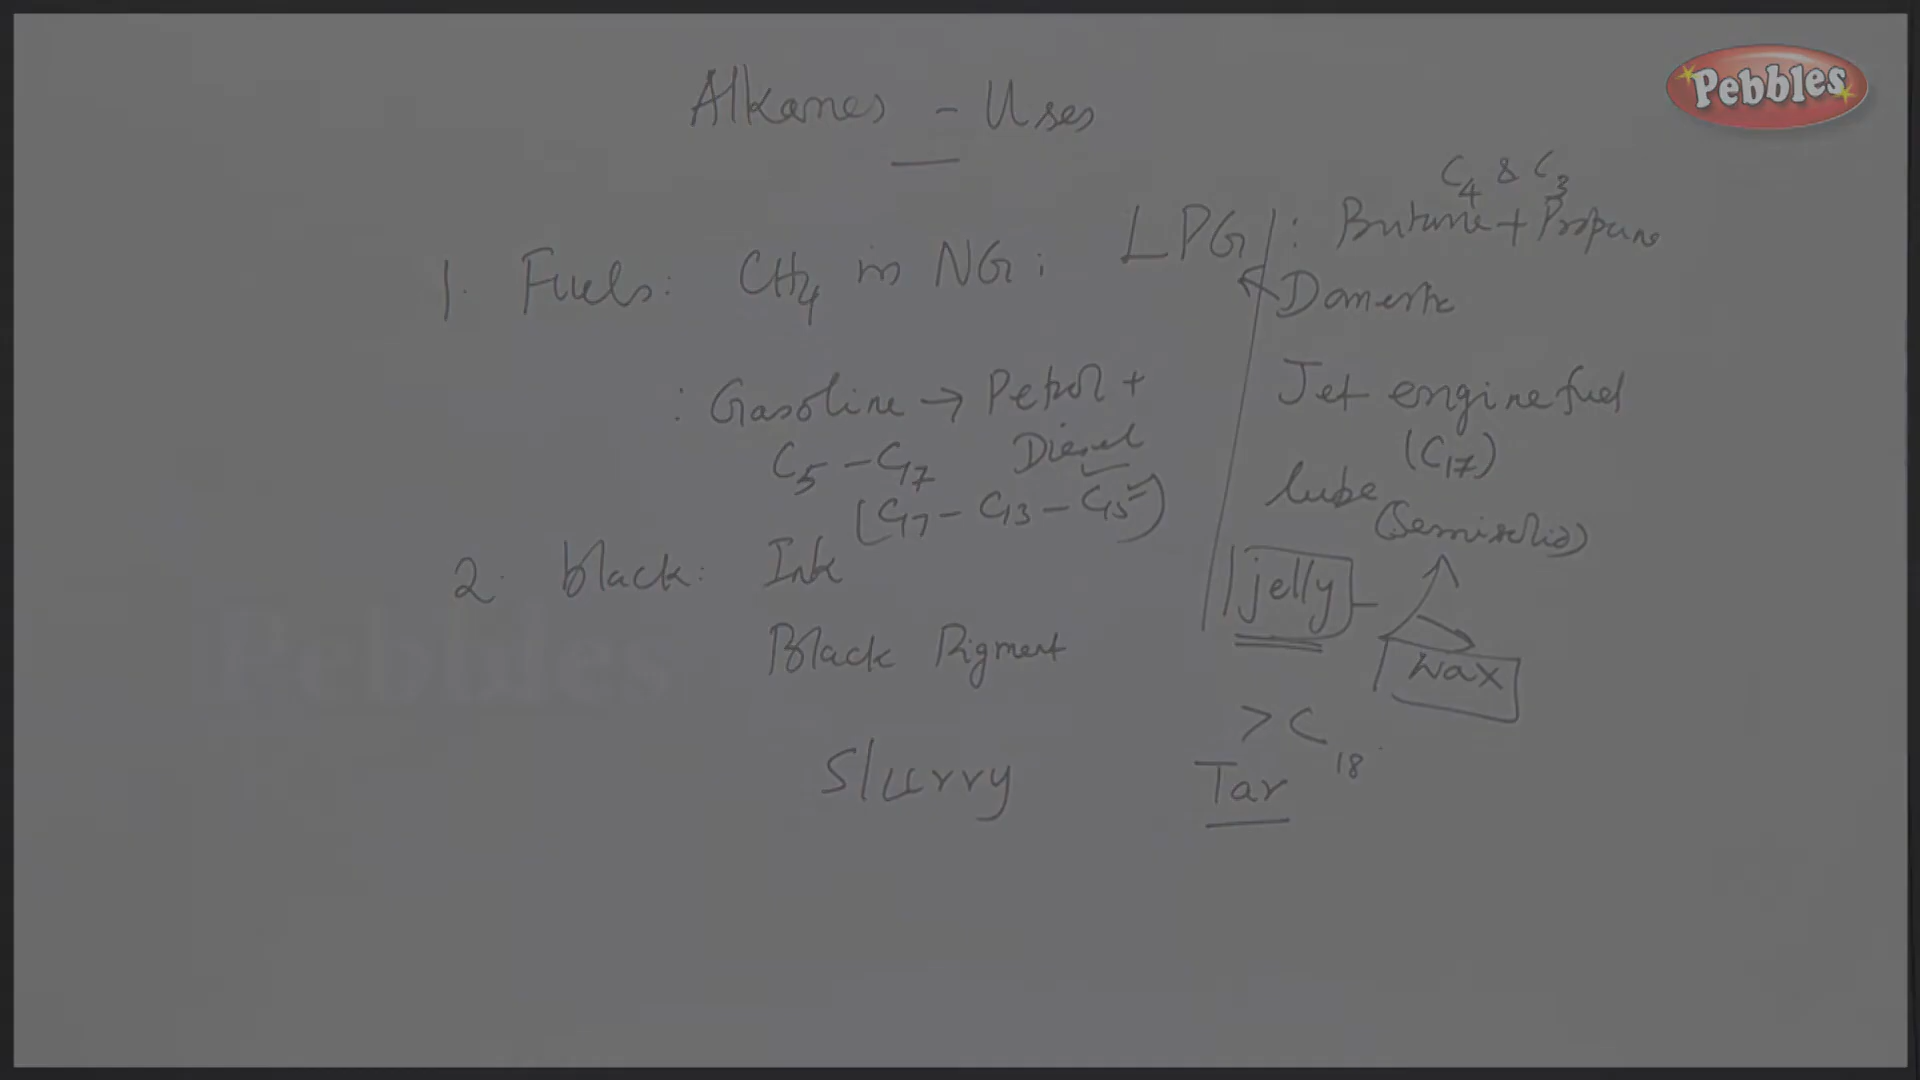 Pebbles
Alkanes - Uses
1. Fuels: CH4 in NG; LPG : Butane + Propane
C4 & C3
Domestic
: Gasoline → Petrol +
Diesel
C5 - C17
(C17 - C13 - C15)
Jet engine fuel
(C17)
lube
(semisolid)
jelly
wax
2. black: Ink
Black Pigment
Slurry
> C18
Tar
Pebbles